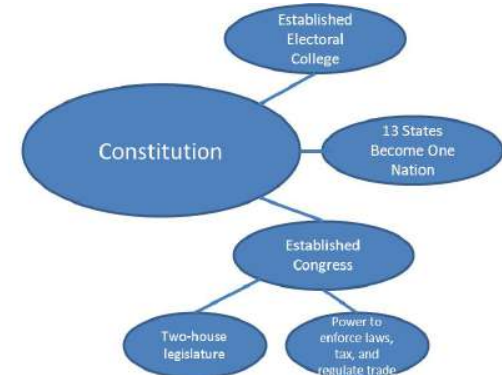 Established
Electoral
College
Constitution
13 States
Become One
Nation
Established
Congress
Two-house
legislature
Power to
enforce laws,
tax, and
regulate trade